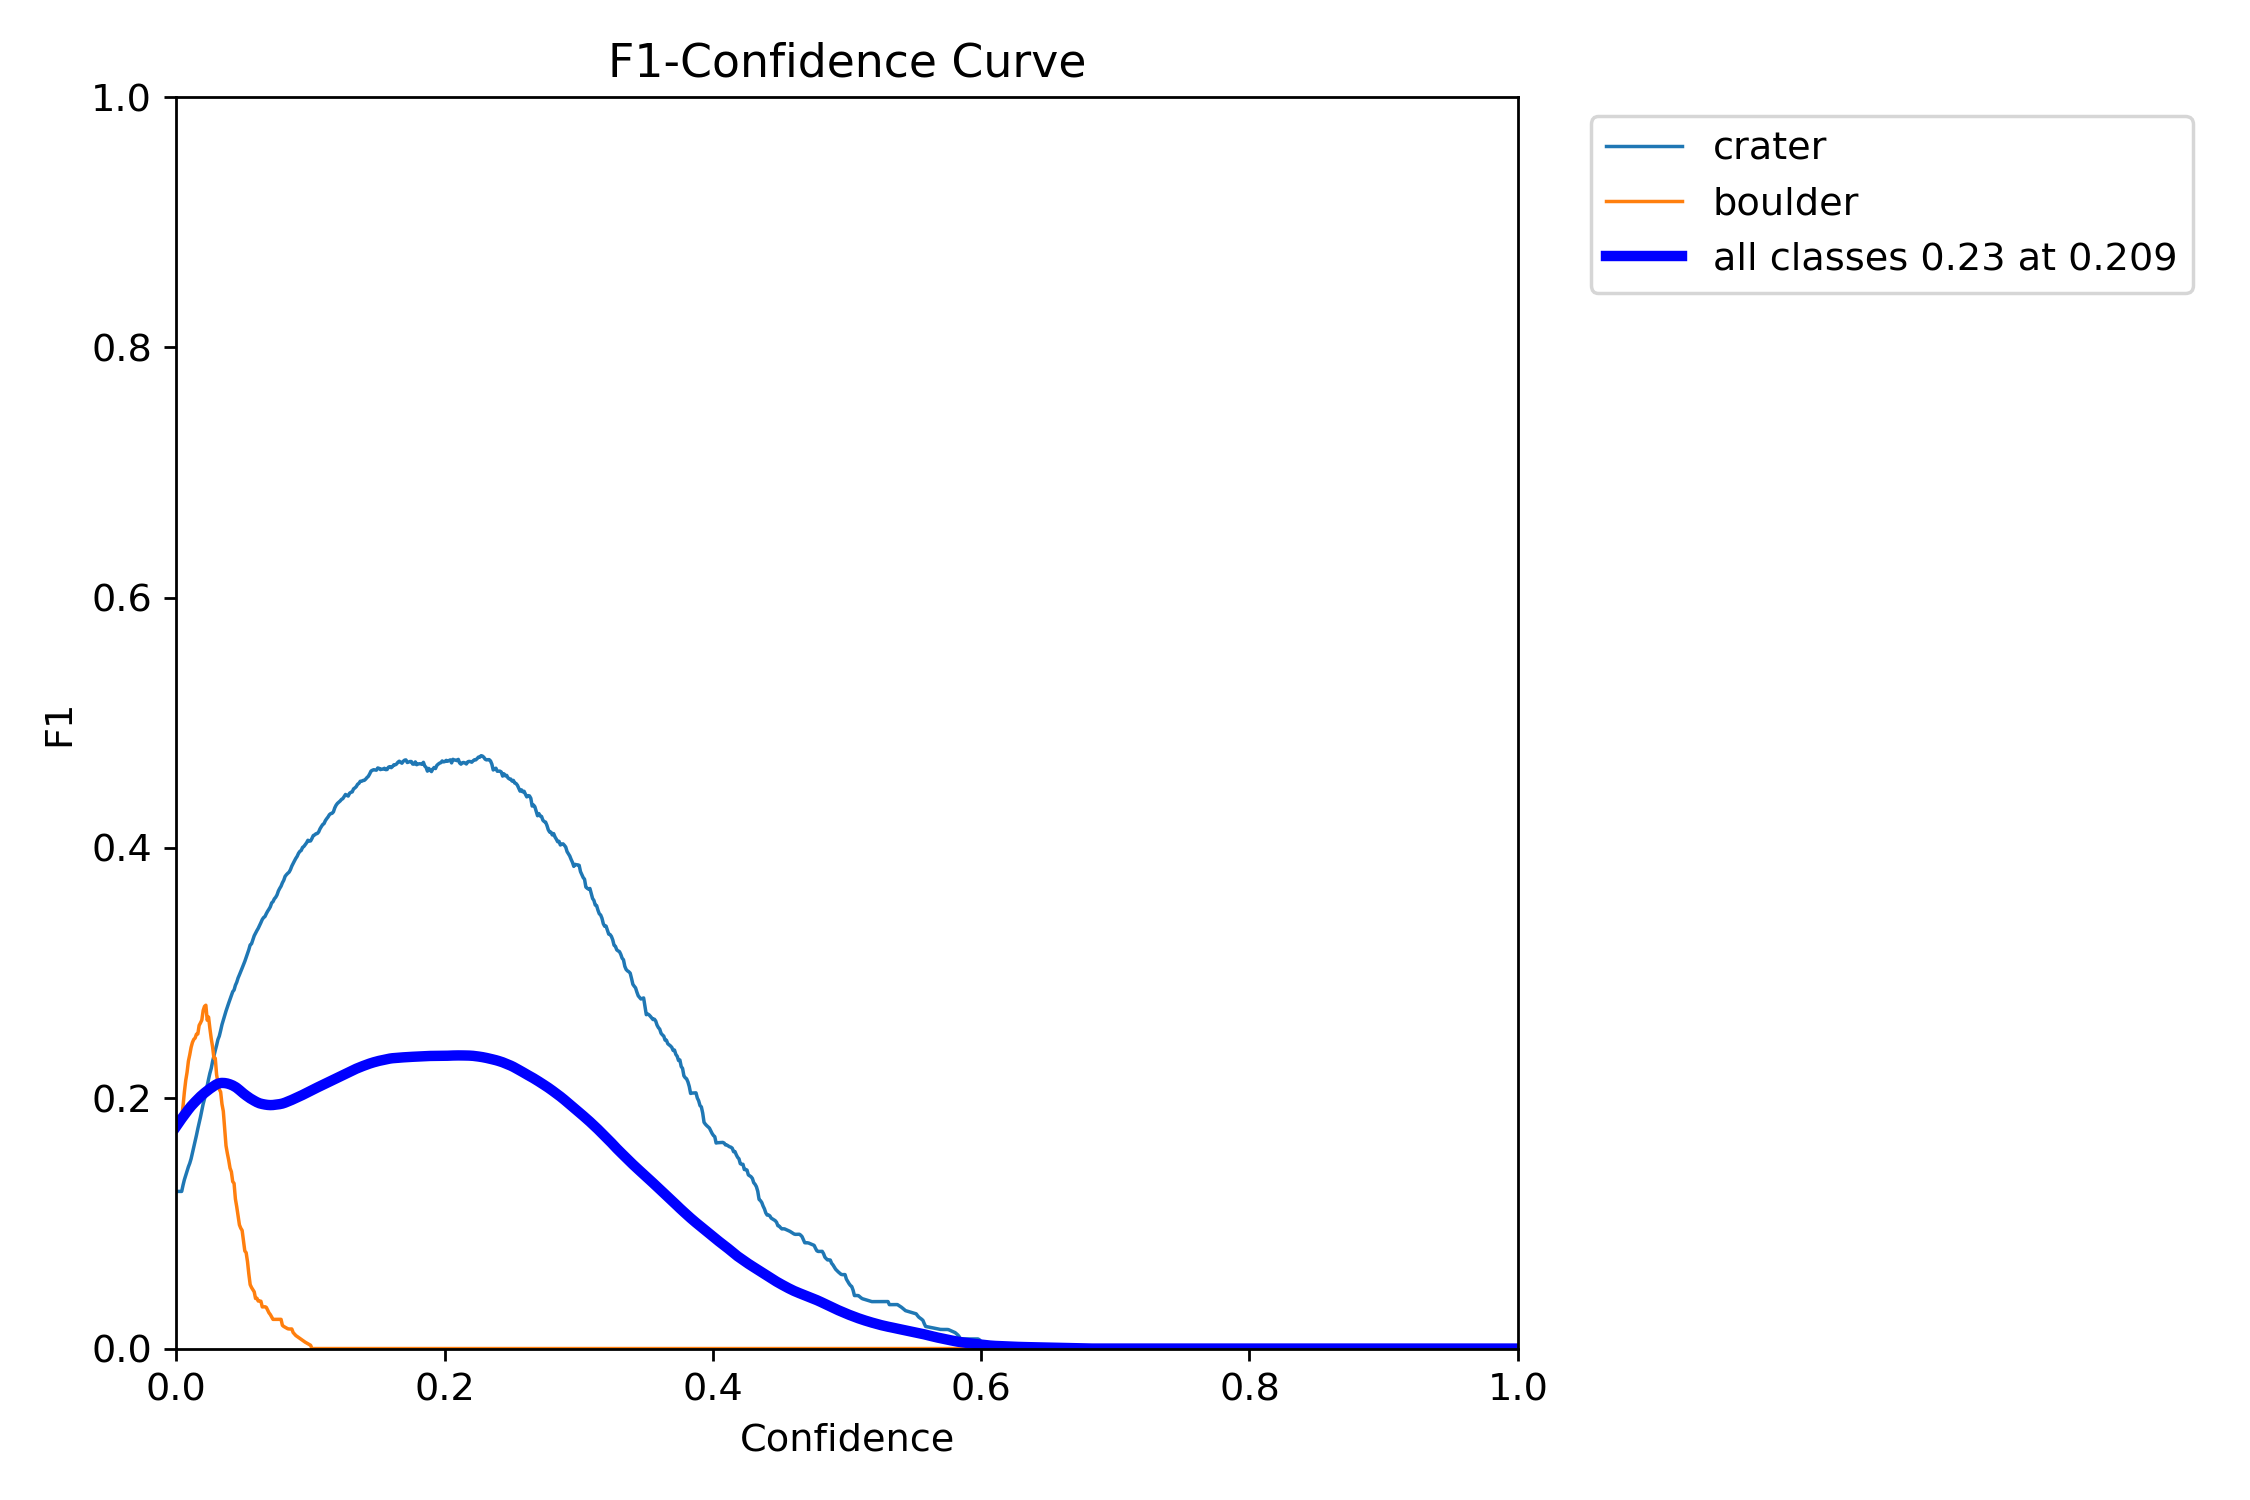 F1-Confidence Curve
1.0
0.8
0.6
0.4
0.2
0.0
F1
0.0 0.2 0.4 0.6 0.8 1.0
Confidence
crater
boulder
all classes 0.23 at 0.209